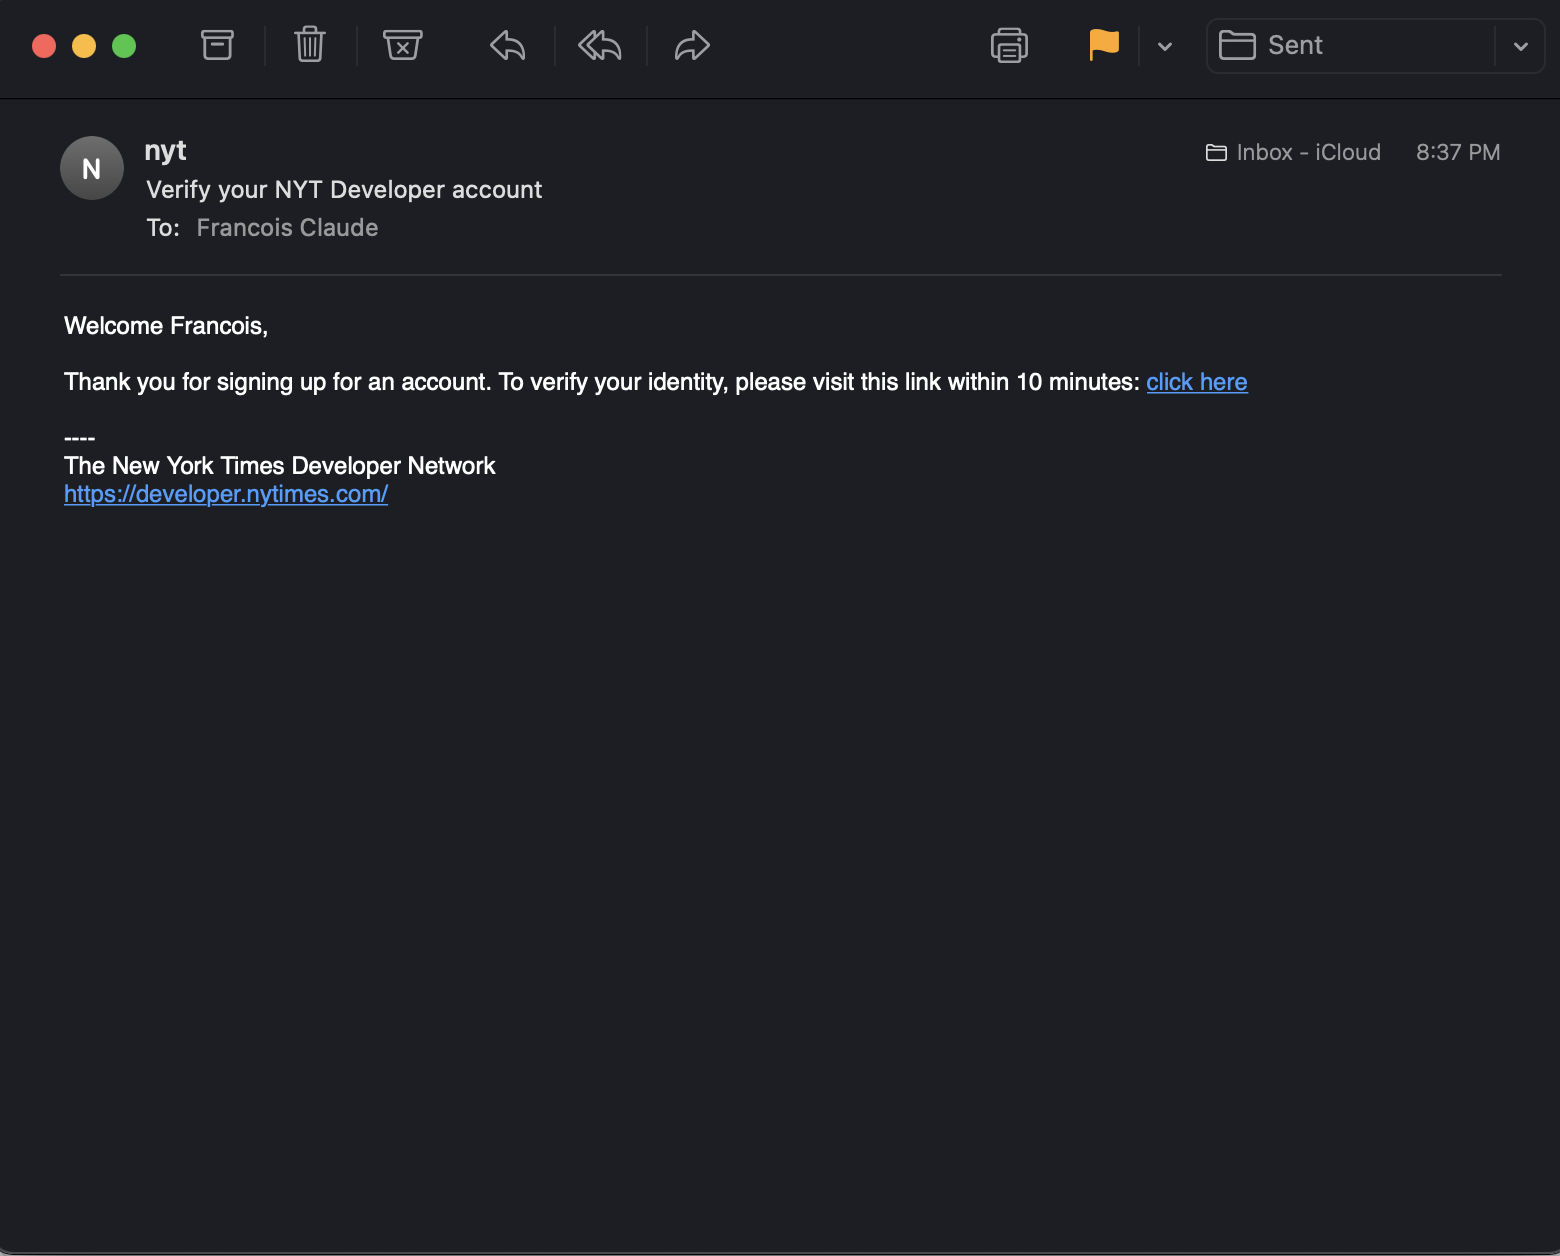 Sent
N
nyt
Inbox - iCloud 8:37 PM
Verify your NYT Developer account
To: Francois Claude
Welcome Francois,
Thank you for signing up for an account. To verify your identity, please visit this link within 10 minutes: click here
----
The New York Times Developer Network
https://developer.nytimes.com/